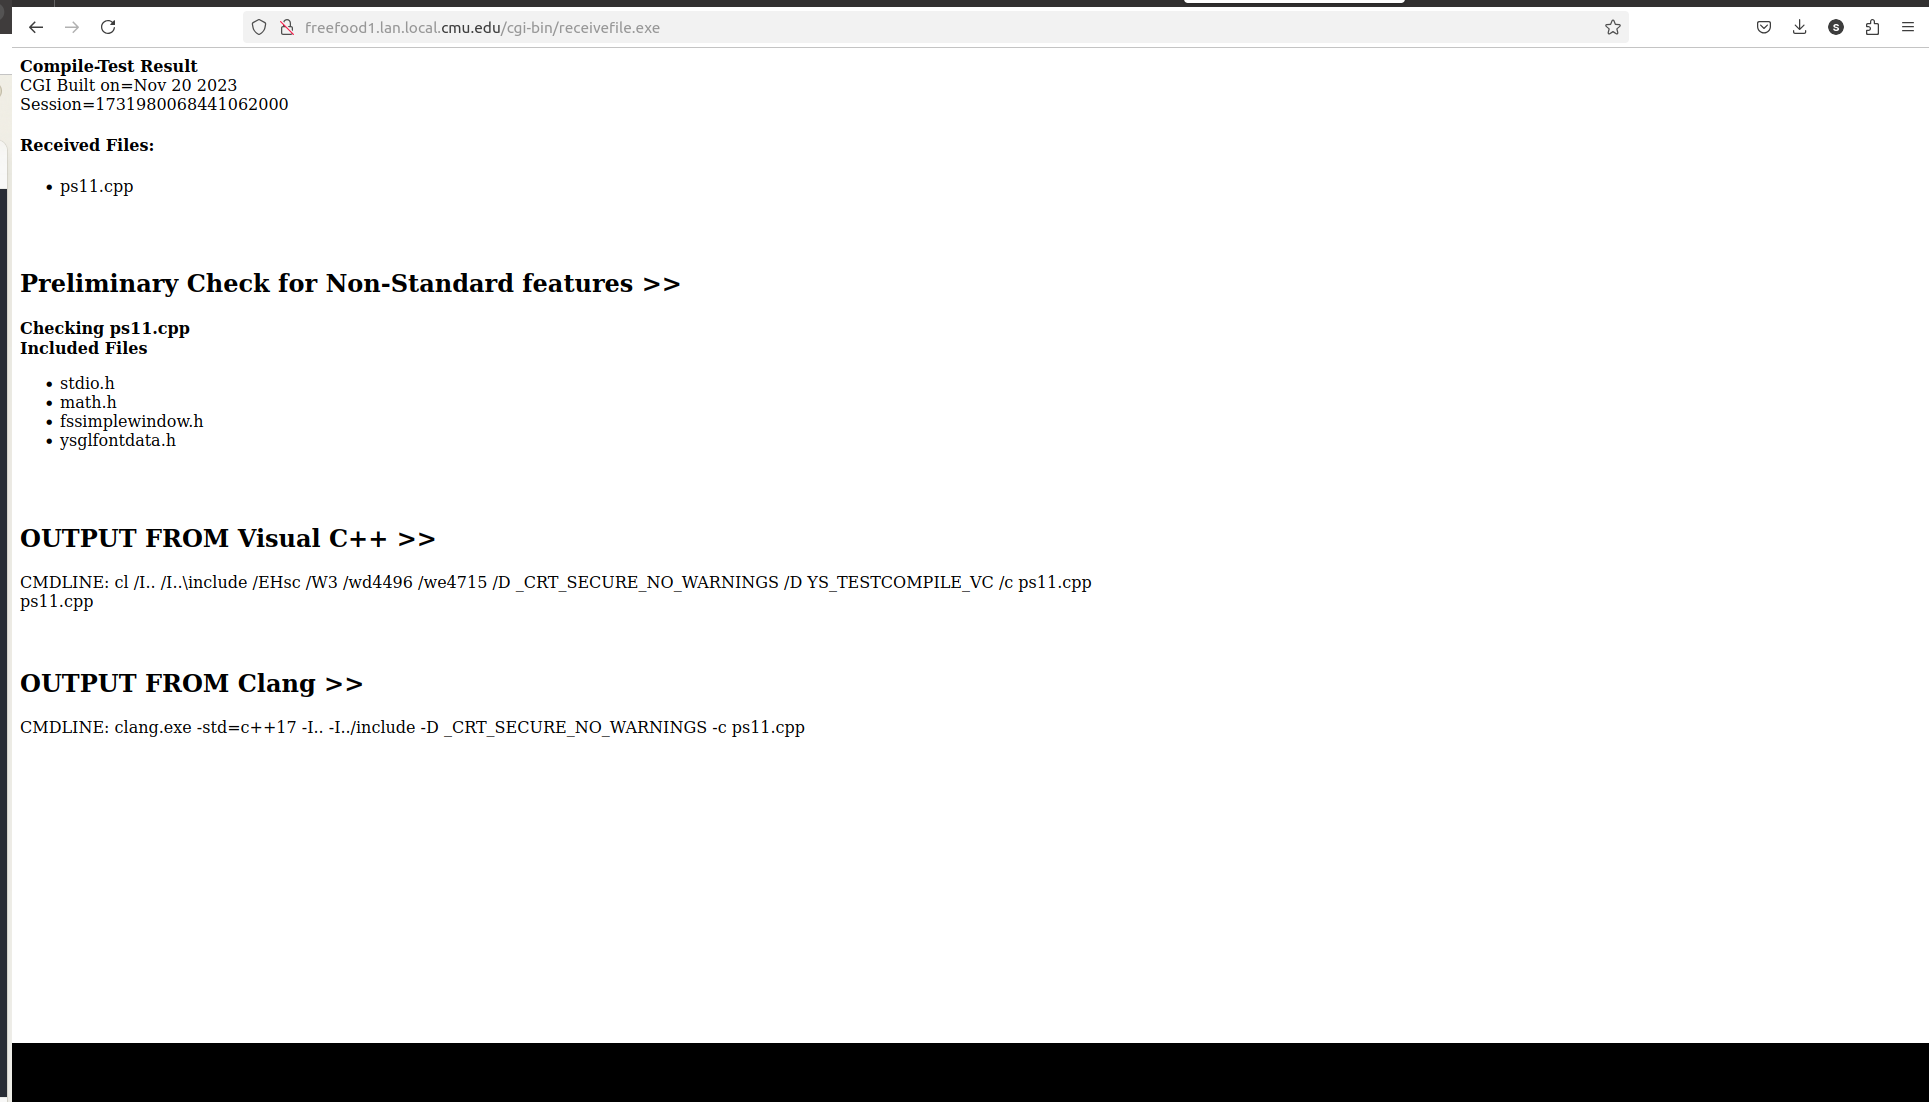 freefood1.lan.local.cmu.edu/cgi-bin/receivefile.exe
S
Compile-Test Result
CGI Built on=Nov 20 2023
Session=1731980068441062000
Received Files:
ps11.cpp
Preliminary Check for Non-Standard features >>
Checking ps11.cpp
Included Files
stdio.h
math.h
fssimplewindow.h
ysglfontdata.h
OUTPUT FROM Visual C++ >>
CMDLINE: cl /I.. /I..\include /EHsc /W3 /wd4496 /we4715 /D _CRT_SECURE_NO_WARNINGS /D YS_TESTCOMPILE_VC /c ps11.cpp
ps11.cpp
OUTPUT FROM Clang >>
CMDLINE: clang.exe -std=c++17 -I.. -I../include -D _CRT_SECURE_NO_WARNINGS -c ps11.cpp